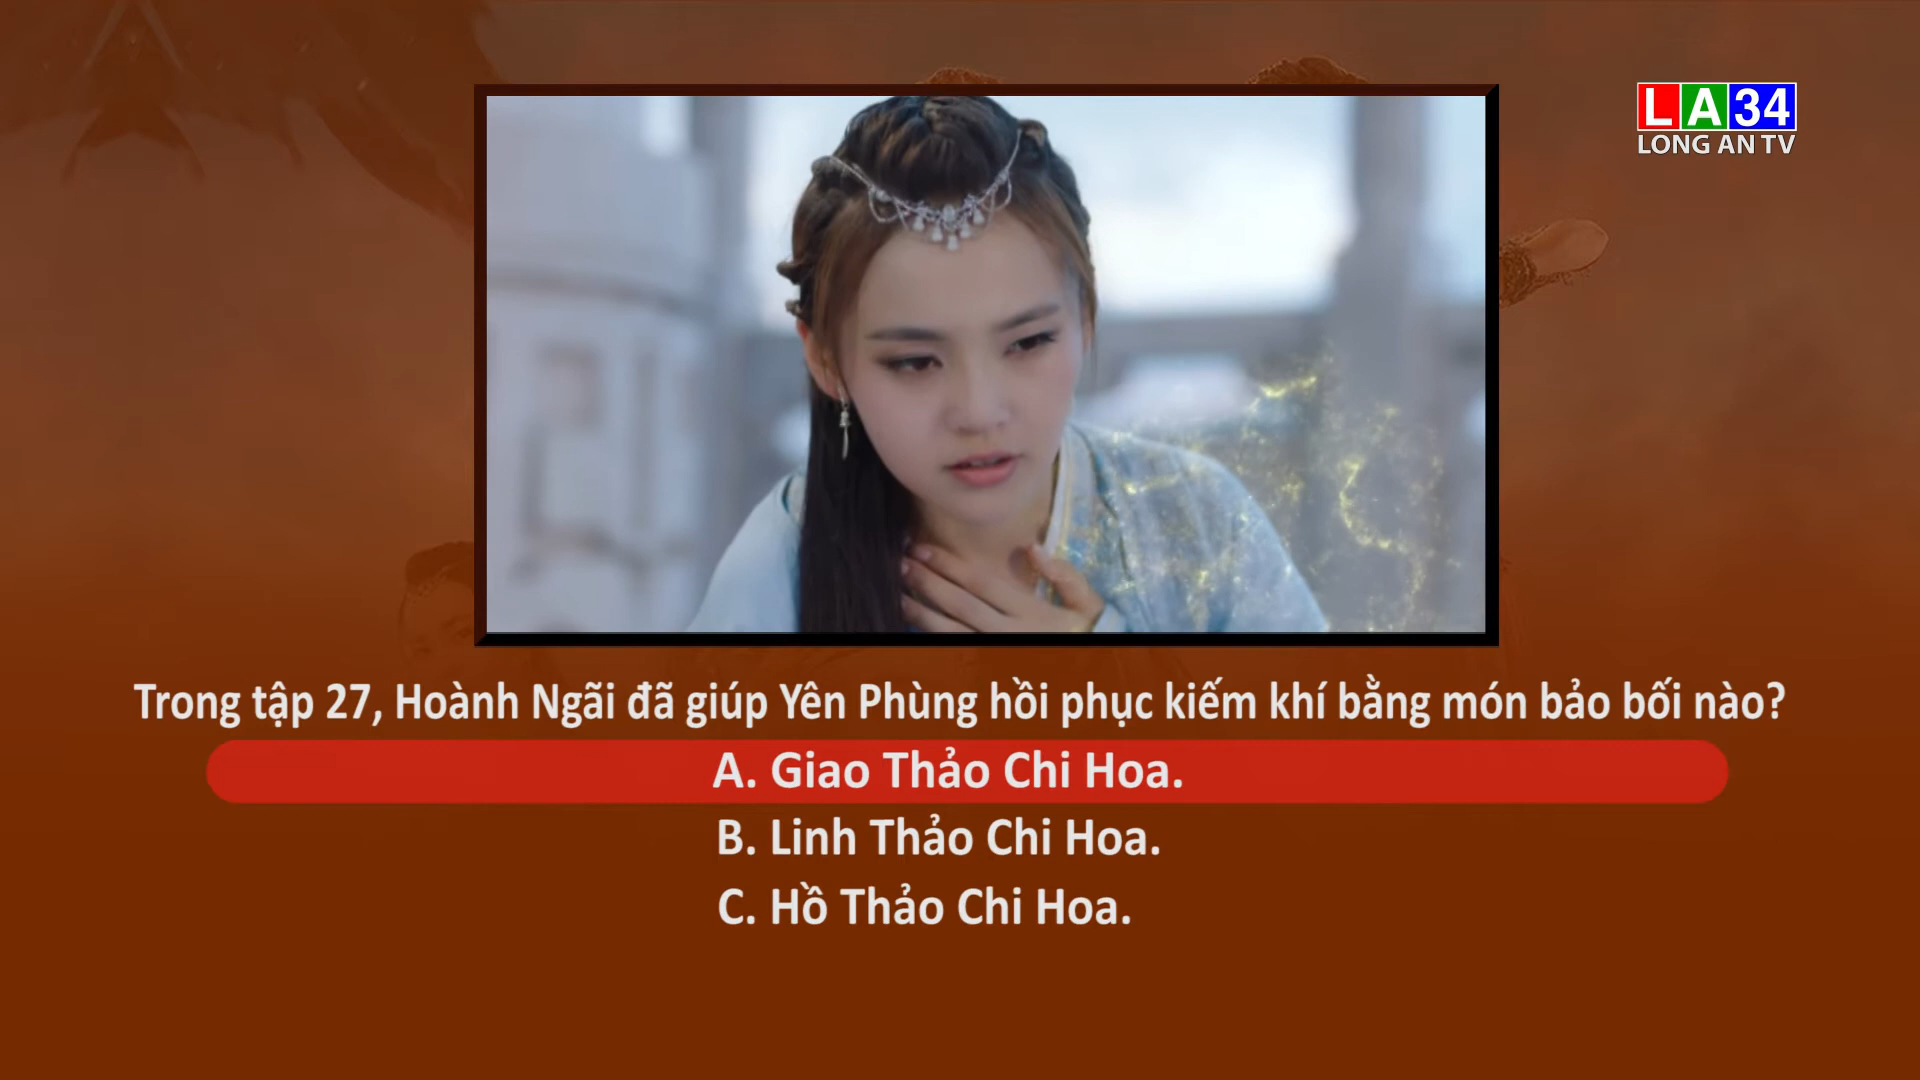 LA34
LONG AN TV
Trong tập 27, Hoành Ngãi đã giúp Yên Phùng hồi phục kiếm khí bằng món bảo bối nào?
A. Giao Thảo Chi Hoa.
B. Linh Thảo Chi Hoa.
C. Hồ Thảo Chi Hoa.